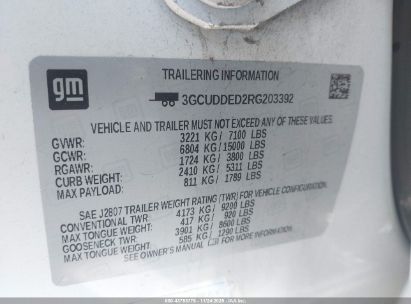 gm
TRAILERING INFORMATION
3GCUDDED2RG203392
VEHICLE AND TRAILER MUST NOT EXCEED ANY OF THESE VALUES.
GVWR: 3221 KG / 7100 LBS
GCWR: 6804 KG / 15000 LBS
RGAWR: 1724 KG / 3800 LBS
CURB WEIGHT: 2410 KG / 5311 LBS
MAX PAYLOAD: 811 KG / 1789 LBS
SAE J2807 TRAILER WEIGHT RATING (TWR) FOR VEHICLE CONFIGURATION.
CONVENTIONAL TWR: 4173 KG / 9200 LBS
MAX TONGUE WEIGHT: 417 KG / 920 LBS
GOOSENECK TWR: 3901 KG / 8600 LBS
MAX TONGUE WEIGHT: 585 KG / 1290 LBS
SEE OWNER'S MANUAL FOR MORE INFORMATION.